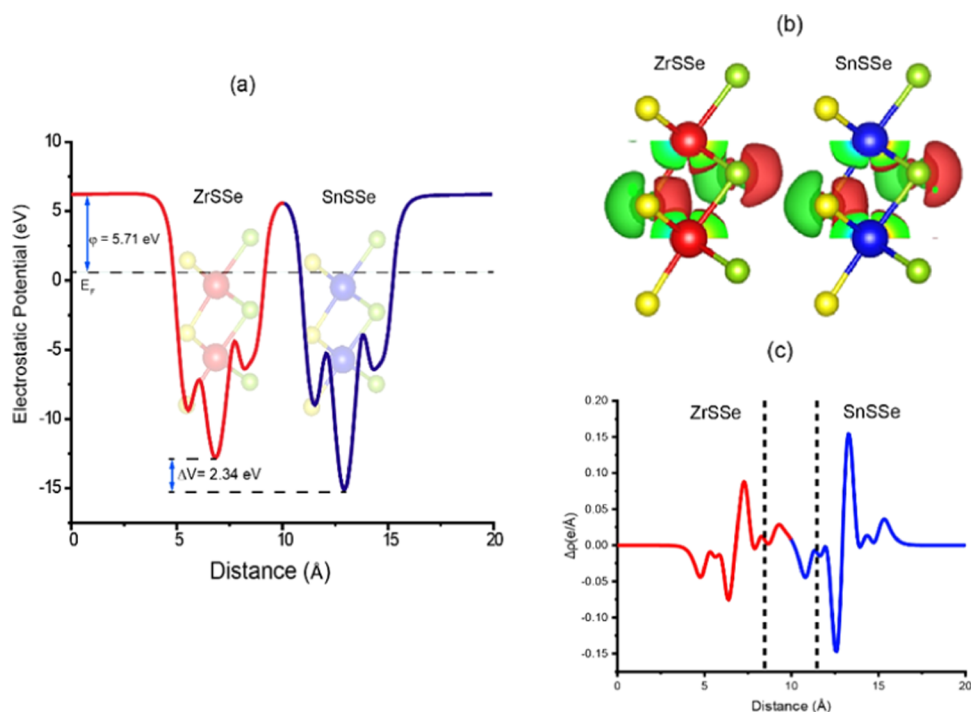 (a)
ZrSSe
SnSSe
φ = 5.71 eV
E_F
ΔV= 2.34 eV
Electrostatic Potential (eV)
10
5
0
-5
-10
-15
0
5
10
15
20
Distance (Å)
(b)
ZrSSe
SnSSe
(c)
ZrSSe
SnSSe
Δρ(e/Å)
0.20
0.15
0.10
0.05
0.00
-0.05
-0.10
-0.15
0
5
10
15
20
Distance (Å)